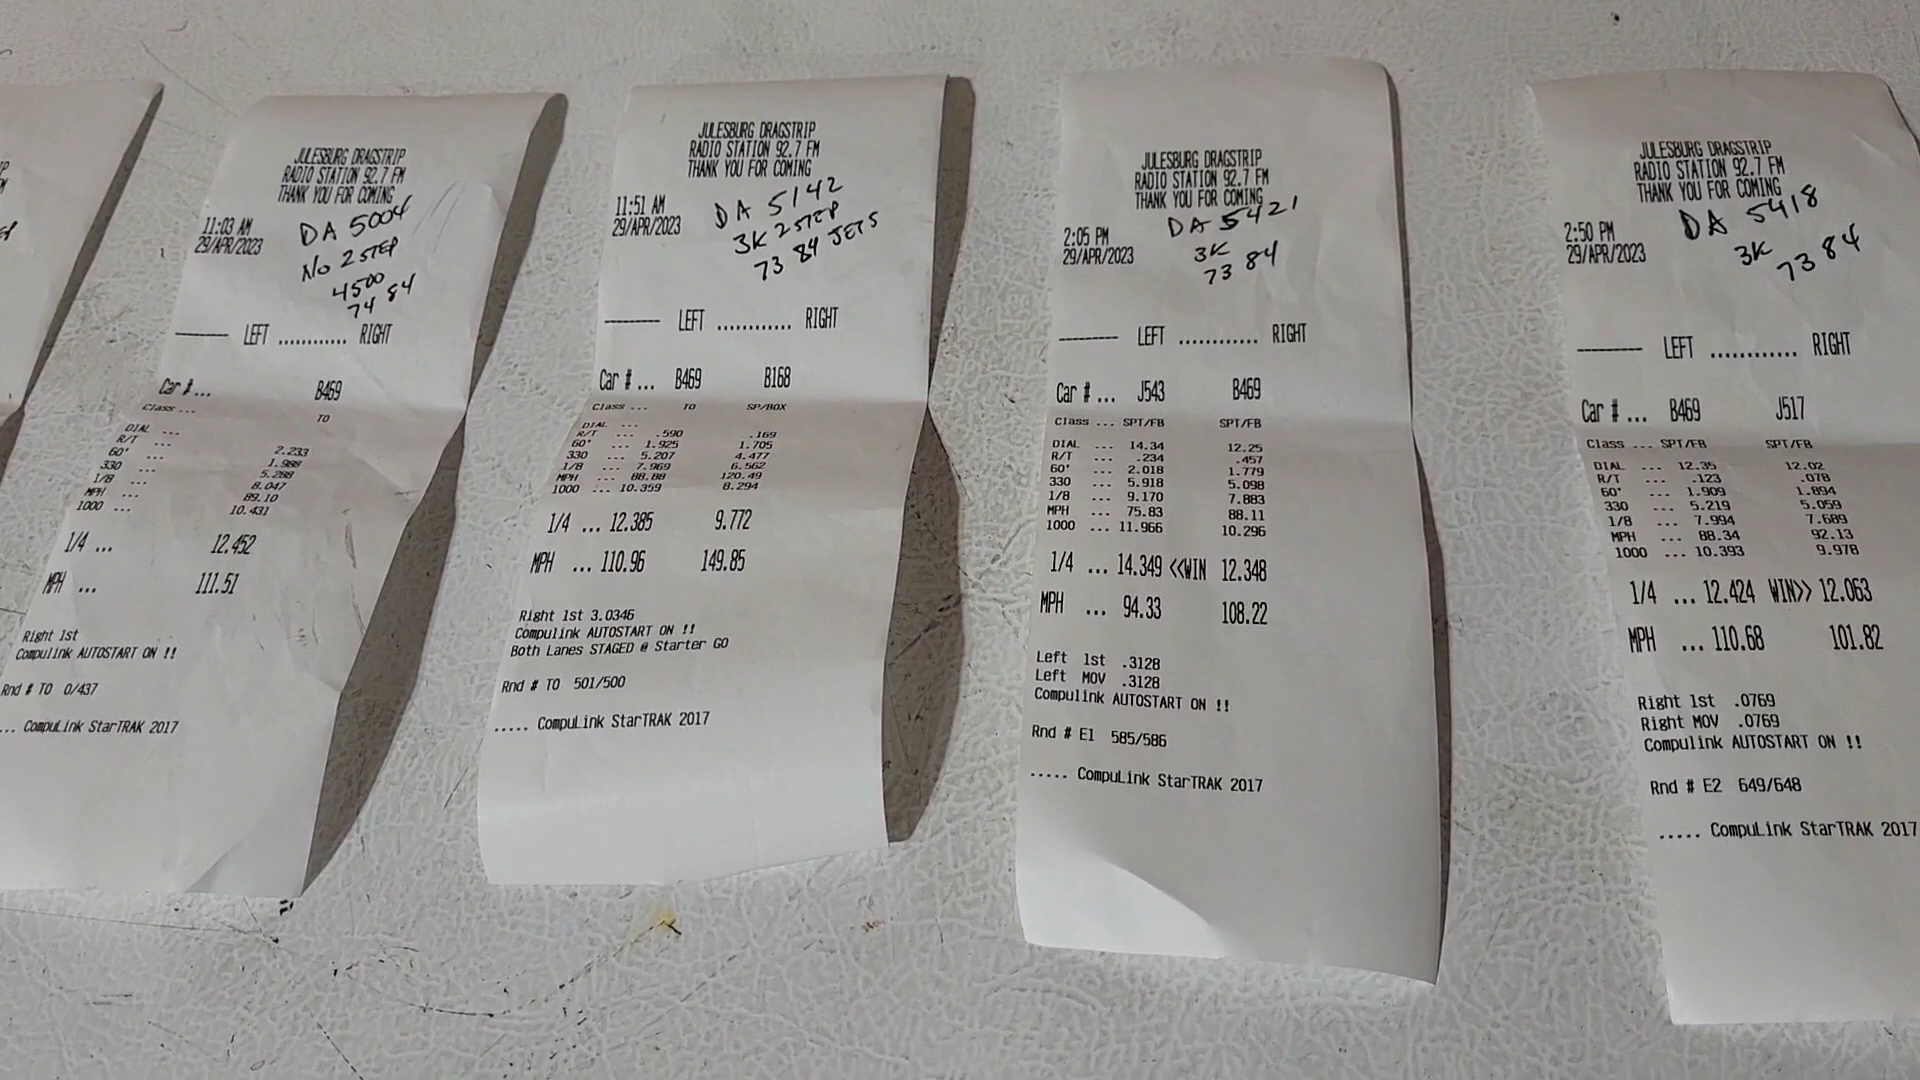 JULESBURG DRAGSTRIP
RADIO STATION 92.7 FM
THANK YOU FOR COMING
11:03 AM
29/APR/2023
DA 5004
No 2 STEP
4500
74 84
-------- LEFT ............ RIGHT
Car # ... B469
Class ... TO
DIAL ...
R/T ... 2.233
60' ... 1.988
330 ... 5.288
1/8 ... 8.047
MPH ... 89.10
1000 ... 10.431
1/4 ... 12.452
MPH ... 111.51
Right 1st
Compulink AUTOSTART ON !!
Rnd # TO 0/437
... CompuLink StarTRAK 2017
JULESBURG DRAGSTRIP
RADIO STATION 92.7 FM
THANK YOU FOR COMING
11:51 AM
29/APR/2023
DA 5142
3K 2 STEP
73 84 JETS
-------- LEFT ............ RIGHT
Car # ... B469 B168
Class ... TO SP/BOX
DIAL ...
R/T ... .590 .169
60' ... 1.925 1.705
330 ... 5.207 4.477
1/8 ... 7.969 6.562
MPH ... 88.88 120.49
1000 ... 10.359 8.294
1/4 ... 12.385 9.772
MPH ... 110.96 149.85
Right 1st 3.0346
Compulink AUTOSTART ON !!
Both Lanes STAGED @ Starter GO
Rnd # TO 501/500
..... CompuLink StarTRAK 2017
JULESBURG DRAGSTRIP
RADIO STATION 92.7 FM
THANK YOU FOR COMING
2:05 PM
29/APR/2023
DA 5421
3K
73 84
-------- LEFT ............ RIGHT
Car # ... J543 B469
Class ... SPT/FB SPT/FB
DIAL ... 14.34 12.25
R/T ... .234 .457
60' ... 2.018 1.779
330 ... 5.918 5.098
1/8 ... 9.170 7.883
MPH ... 75.83 88.11
1000 ... 11.966 10.296
1/4 ... 14.349 <<WIN 12.348
MPH ... 94.33 108.22
Left 1st .3128
Left MOV .3128
Compulink AUTOSTART ON !!
Rnd # E1 585/586
..... CompuLink StarTRAK 2017
JULESBURG DRAGSTRIP
RADIO STATION 92.7 FM
THANK YOU FOR COMING
2:50 PM
29/APR/2023
DA 5418
3K
73 84
-------- LEFT ............ RIGHT
Car # ... B469 J517
Class ... SPT/FB SPT/FB
DIAL ... 12.35 12.02
R/T ... .123 .078
60' ... 1.909 1.894
330 ... 5.219 5.059
1/8 ... 7.994 7.689
MPH ... 88.34 92.13
1000 ... 10.393 9.978
1/4 ... 12.424 WIN>> 12.063
MPH ... 110.68 101.82
Right 1st .0769
Right MOV .0769
Compulink AUTOSTART ON !!
Rnd # E2 649/648
..... CompuLink StarTRAK 2017